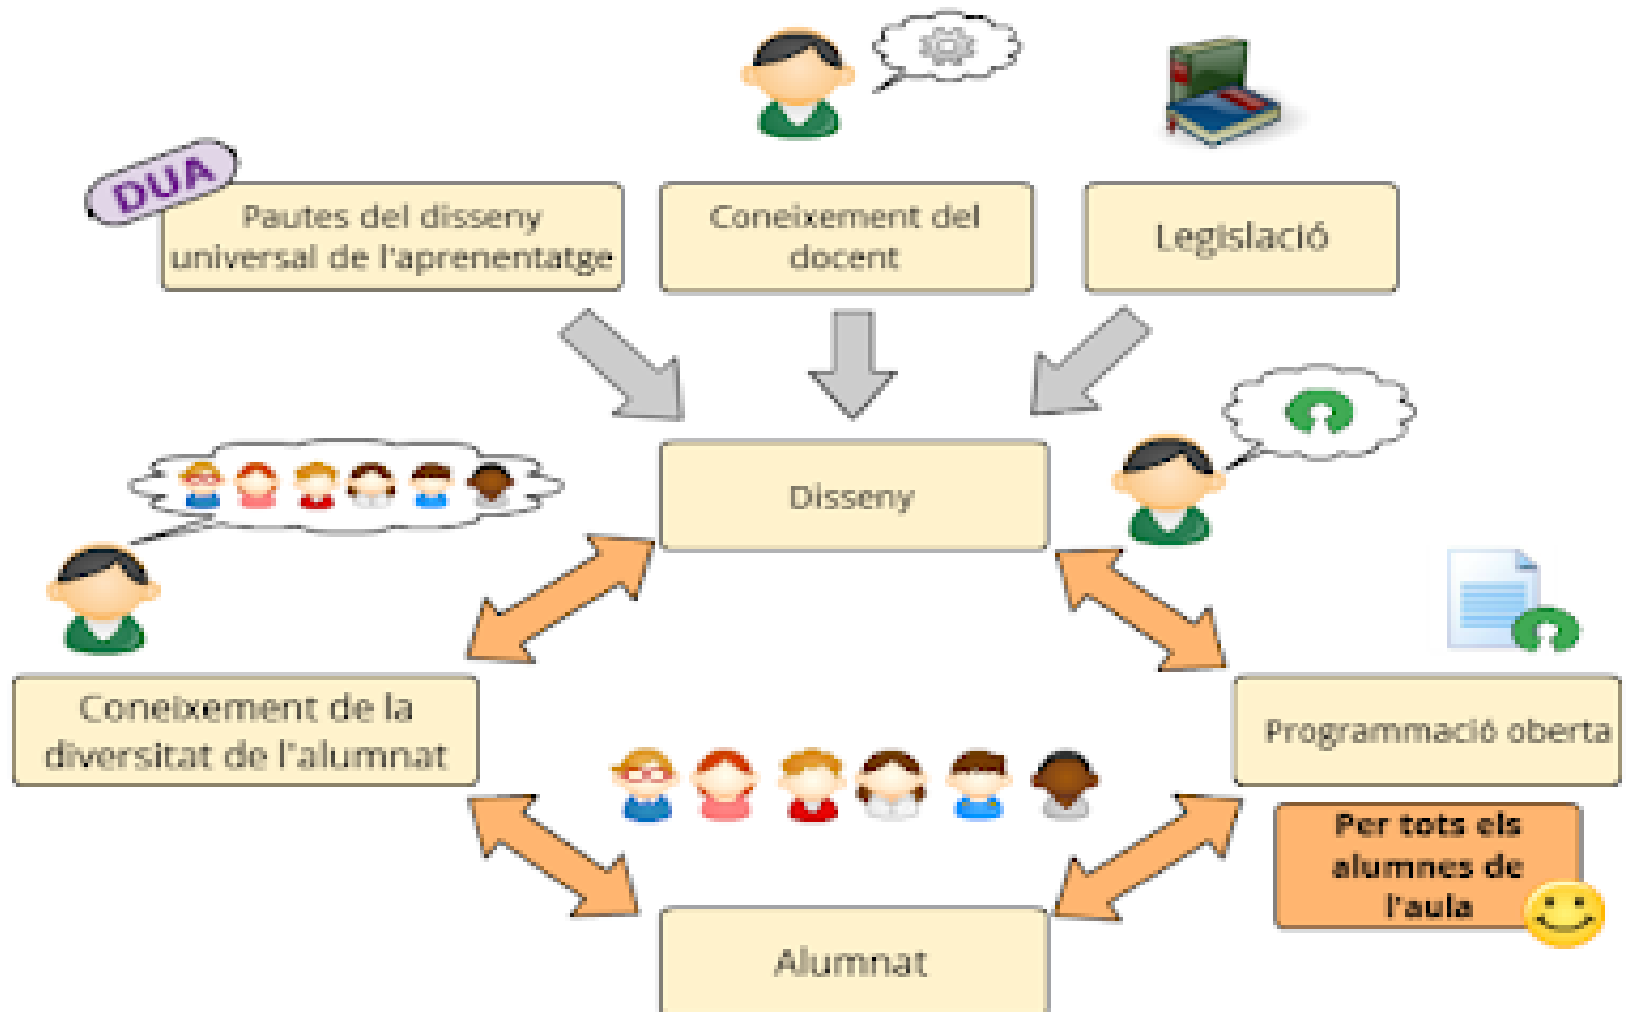 DUA
Pautes del disseny
universal de l'aprenentatge
Coneixement del
docent
Legislació
Disseny
Coneixement de la
diversitat de l'alumnat
Programmació oberta
Per tots els
alumnes de
l'aula
Alumnat